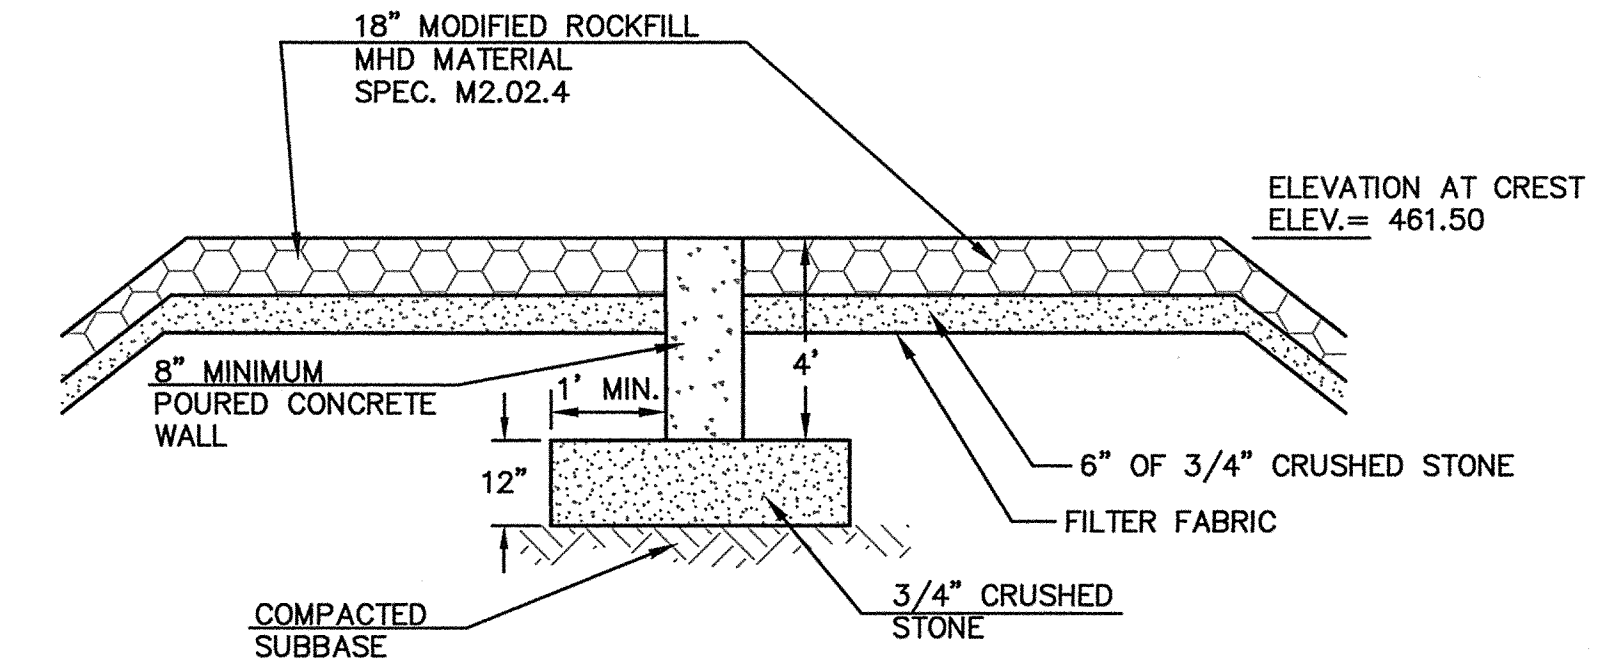 18" MODIFIED ROCKFILL
MHD MATERIAL
SPEC. M2.02.4
ELEVATION AT CREST
ELEV.= 461.50
8" MINIMUM
POURED CONCRETE
WALL
1' MIN.
4'
12"
6" OF 3/4" CRUSHED STONE
FILTER FABRIC
3/4" CRUSHED
STONE
COMPACTED
SUBBASE